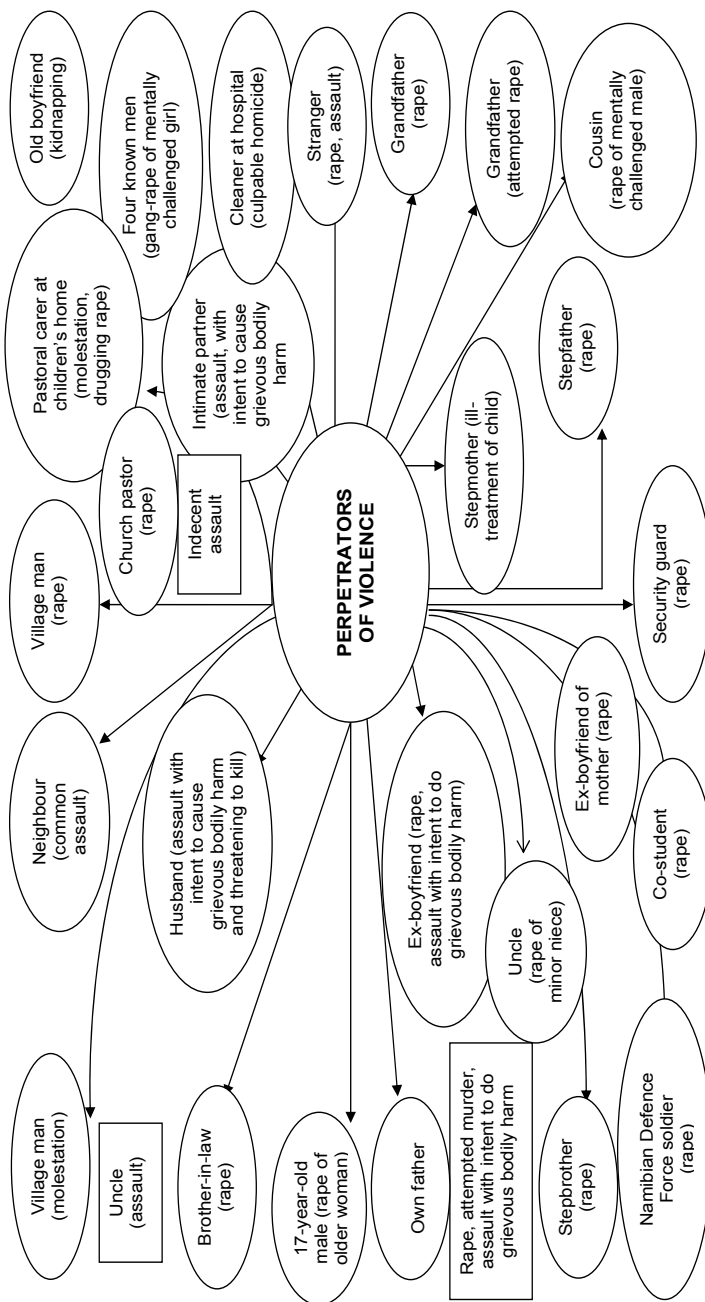 Village man
(molestation)
Neighbour
(common
assault)
Village man
(rape)
Pastoral carer at
children's home
(molestation,
drugging rape)
Old boyfriend
(kidnapping)
Uncle
(assault)
Church pastor
(rape)
Four known men
(gang-rape of mentally
challenged girl)
Husband (assault with
intent to cause
grievous bodily harm
and threatening to kill)
Indecent
assault
Intimate partner
(assault, with
intent to cause
grievous bodily
harm
Cleaner at hospital
(culpable homicide)
Brother-in-law
(rape)
Stranger
(rape, assault)
17-year-old
male (rape of
older woman)
PERPETRATORS
OF VIOLENCE
Grandfather
(rape)
Own father
Rape, attempted murder,
assault with intent to do
grievous bodily harm
Ex-boyfriend (rape,
assault with intent to do
grievous bodily harm)
Stepmother (ill-
treatment of child)
Grandfather
(attempted rape)
Uncle
(rape of
minor niece)
Stepbrother
(rape)
Ex-boyfriend of
mother (rape)
Stepfather
(rape)
Cousin
(rape of mentally
challenged male)
Namibian Defence
Force soldier
(rape)
Co-student
(rape)
Security guard
(rape)